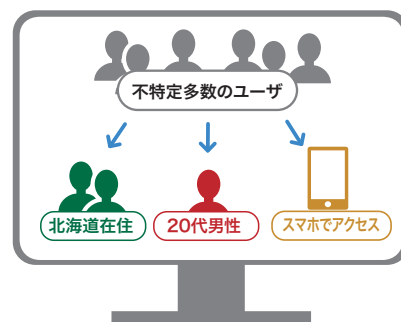 不特定多数のユーザ
北海道在住
20代男性
スマホでアクセス